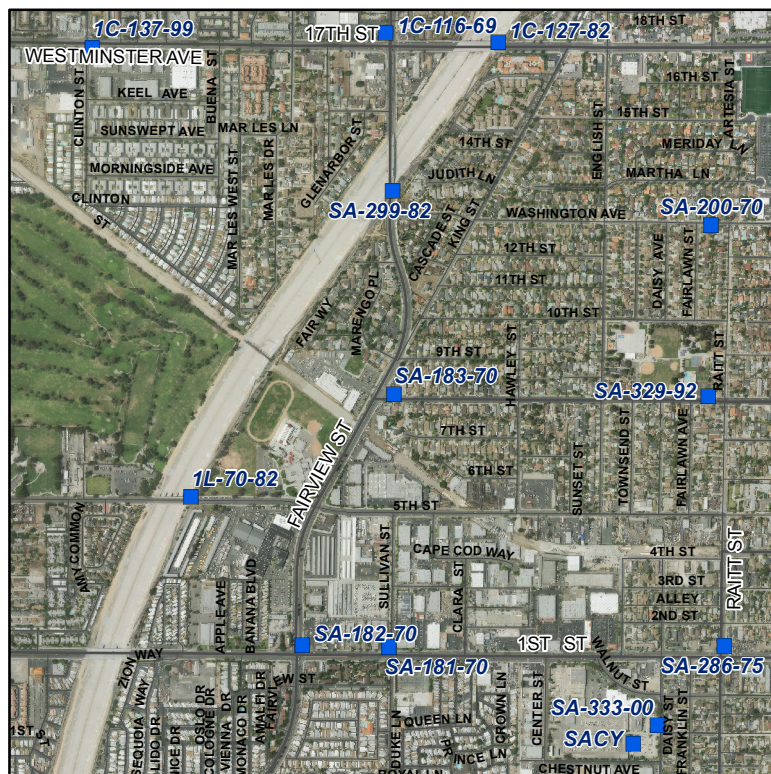 18TH ST
1C-137-99
17TH ST
1C-116-69
1C-127-82
WESTMINSTER AVE
CLINTON ST
BUENA ST
KEEL AVE
16TH ST
ARTESIA ST
15TH ST
ENGLISH ST
SUNSWEPT AVE
MAR LES LN
14TH ST
MERIDAY LN
MORNINGSIDE AVE
MAR LES DR
GLENARBOR ST
JUDITH LN
MARTHA LN
CLINTON ST
MAR LES WEST ST
SA-299-82
CASCADE ST
KING ST
WASHINGTON AVE
SA-200-70
12TH ST
DAISY AVE
FAIRLAWN ST
11TH ST
FAIR WY
MARENGO PL
10TH ST
9TH ST
HAWLEY ST
RAITT ST
SA-183-70
SA-329-92
7TH ST
SUNSET ST
TOWNSEND ST
FAIRLAWN AVE
6TH ST
FAIRVIEW ST
1L-70-82
5TH ST
AMY COMMON
SULLIVAN ST
CAPE COD WAY
4TH ST
RAITT ST
APPLE AVE
BANANA BLVD
CLARA ST
3RD ST
ALLEY
2ND ST
SA-182-70
1ST ST
WALNUT ST
ZION WAY
SA-181-70
SA-286-75
FAIRVIEW ST
SEQUOIA WAY
LIDO DR
NICE DR
OSLO DR
COLOGNE DR
VIENNA DR
MONACO DR
AMALFI DR
DUKE LN
QUEEN LN
CROWN LN
CENTER ST
SA-333-00
DAISY ST
FRANKLIN ST
1ST ST
PRINCE LN
SACY
ROYAL LN
CHESTNUT AVE